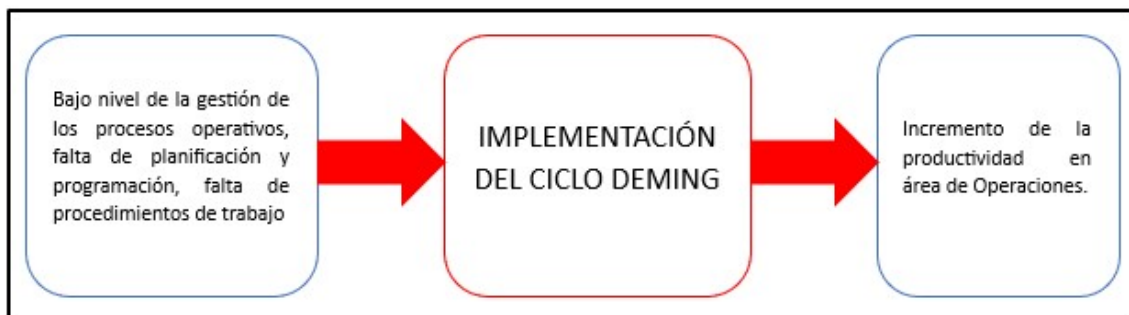 Bajo nivel de la gestión de
los procesos operativos,
falta de planificación y
programación, falta de
procedimientos de trabajo
IMPLEMENTACIÓN
DEL CICLO DEMING
Incremento de la
productividad en
área de Operaciones.